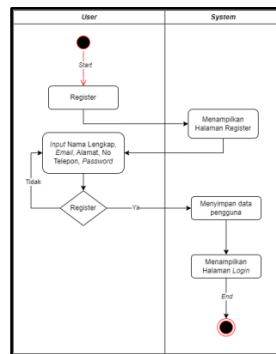 User
System
Start
Register
Menampilkan
Halaman Register
Input Nama Lengkap,
Email, Alamat, No
Telepon, Password
Tidak
Register
Ya
Menyimpan data
pengguna
Menampilkan
Halaman Login
End